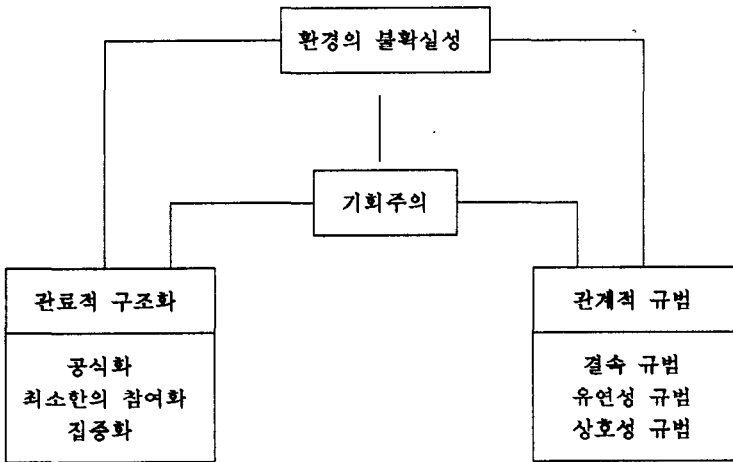 환경의 불확실성
기회주의
관료적 구조화
공식화
최소한의 참여화
집중화
관계적 규범
결속 규범
유연성 규범
상호성 규범